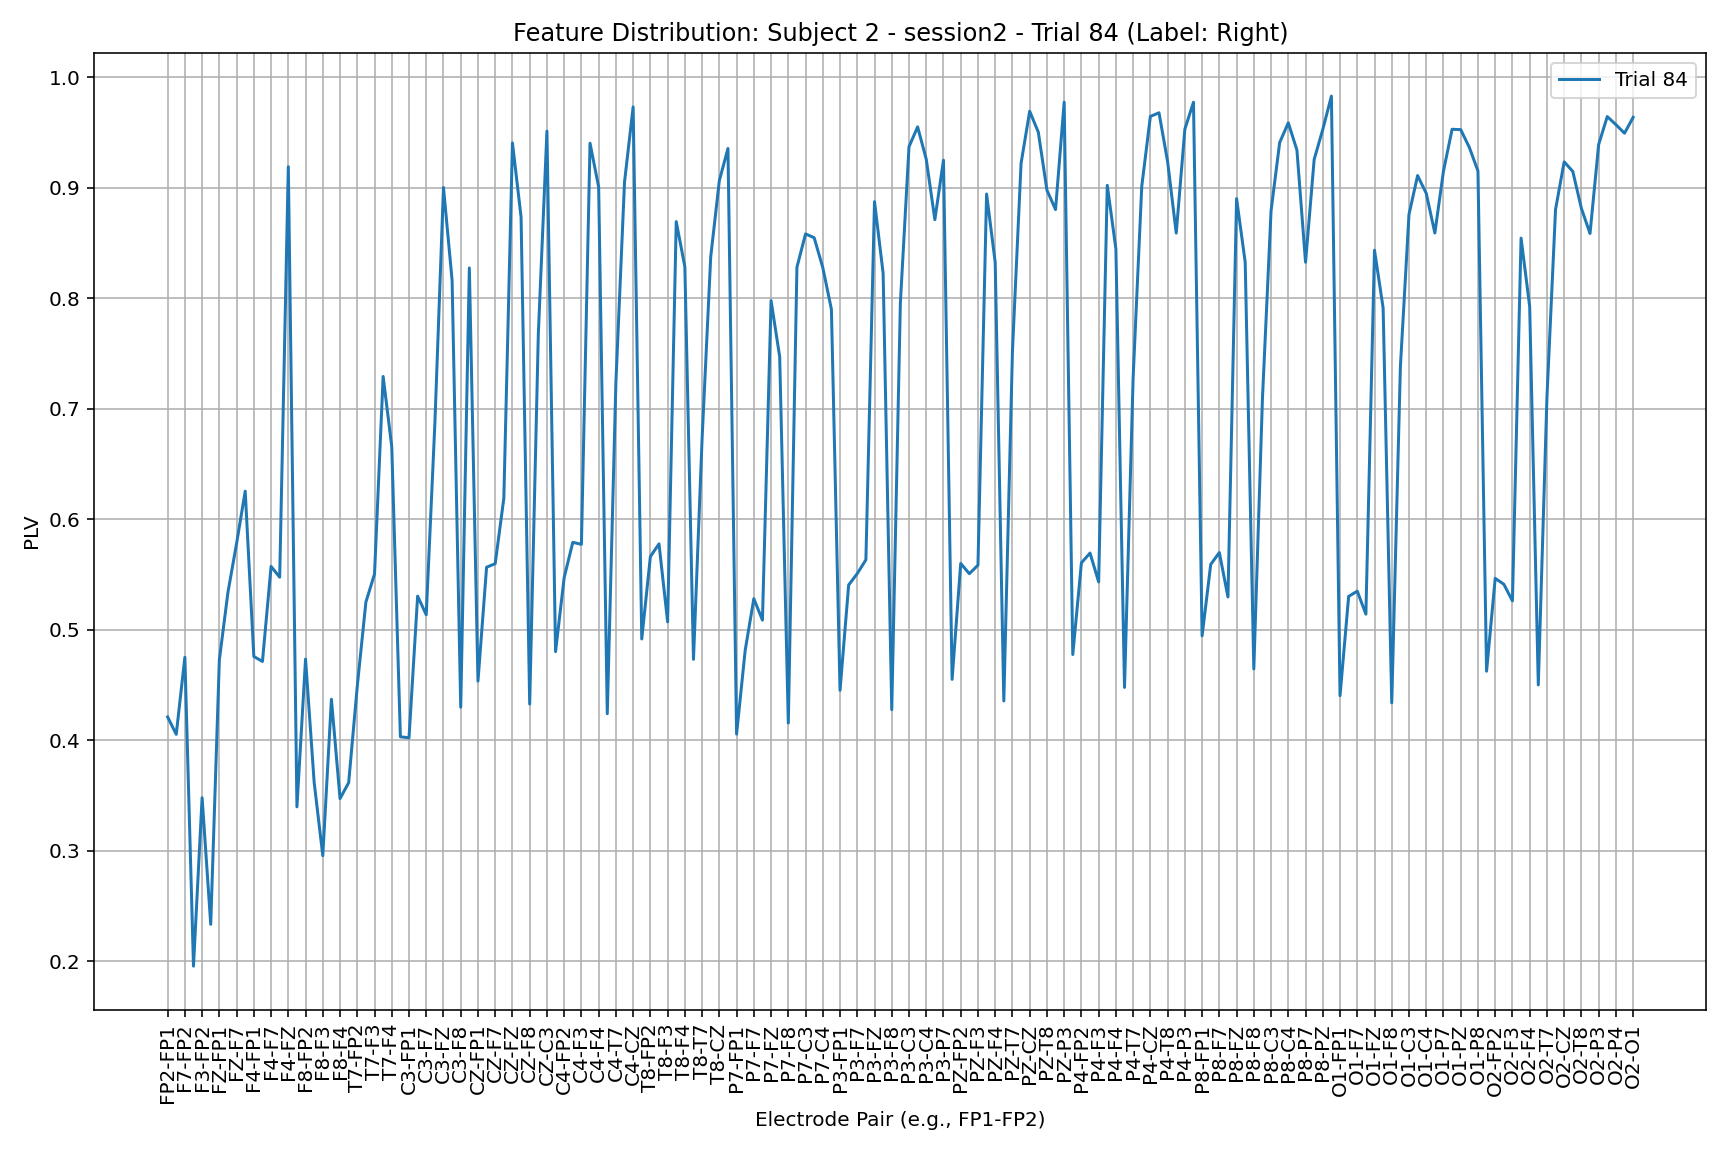 Feature Distribution: Subject 2 - session2 - Trial 84 (Label: Right)
Trial 84
PLV
1.0
0.9
0.8
0.7
0.6
0.5
0.4
0.3
0.2
FP2-FP1
F7-FP2
F3-FP2
FZ-FP1
FZ-F7
F4-FP1
F4-F7
F4-FZ
F8-FP2
F8-F3
F8-F4
T7-FP2
T7-F3
T7-F4
C3-FP1
C3-F7
C3-FZ
C3-F8
CZ-FP1
CZ-F7
CZ-FZ
CZ-F8
CZ-C3
C4-FP2
C4-F3
C4-F4
C4-T7
C4-CZ
T8-FP2
T8-F3
T8-F4
T8-T7
T8-CZ
P7-FP1
P7-F7
P7-FZ
P7-F8
P7-C3
P7-C4
P3-FP1
P3-F7
P3-FZ
P3-F8
P3-C3
P3-C4
P3-P7
PZ-FP2
PZ-F3
PZ-F4
PZ-T7
PZ-CZ
PZ-T8
PZ-P3
P4-FP2
P4-F3
P4-F4
P4-T7
P4-CZ
P4-T8
P4-P3
P8-FP1
P8-F7
P8-FZ
P8-F8
P8-C3
P8-C4
P8-P7
P8-PZ
O1-FP1
O1-F7
O1-FZ
O1-F8
O1-C3
O1-C4
O1-P7
O1-PZ
O1-P8
O2-FP2
O2-F3
O2-F4
O2-T7
O2-CZ
O2-T8
O2-P3
O2-P4
O2-O1
Electrode Pair (e.g., FP1-FP2)